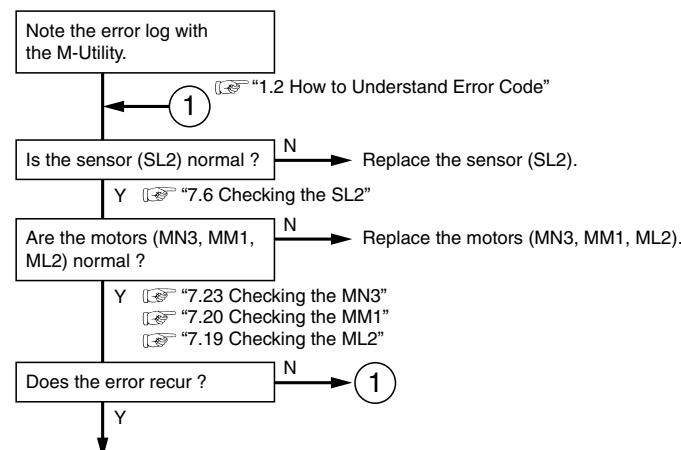 Note the error log with
the M-Utility.
☞ “1.2 How to Understand Error Code”
1
Is the sensor (SL2) normal ?
N
Replace the sensor (SL2).
Y
☞ “7.6 Checking the SL2”
Are the motors (MN3, MM1,
ML2) normal ?
N
Replace the motors (MN3, MM1, ML2).
Y
☞ “7.23 Checking the MN3”
☞ “7.20 Checking the MM1”
☞ “7.19 Checking the ML2”
Does the error recur ?
N
1
Y